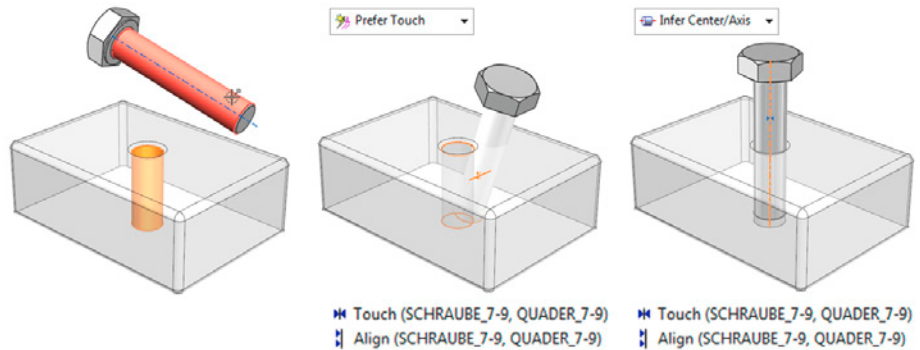 Prefer Touch
Infer Center/Axis
Touch (SCHRAUBE_7-9, QUADER_7-9)
Align (SCHRAUBE_7-9, QUADER_7-9)
Touch (SCHRAUBE_7-9, QUADER_7-9)
Align (SCHRAUBE_7-9, QUADER_7-9)